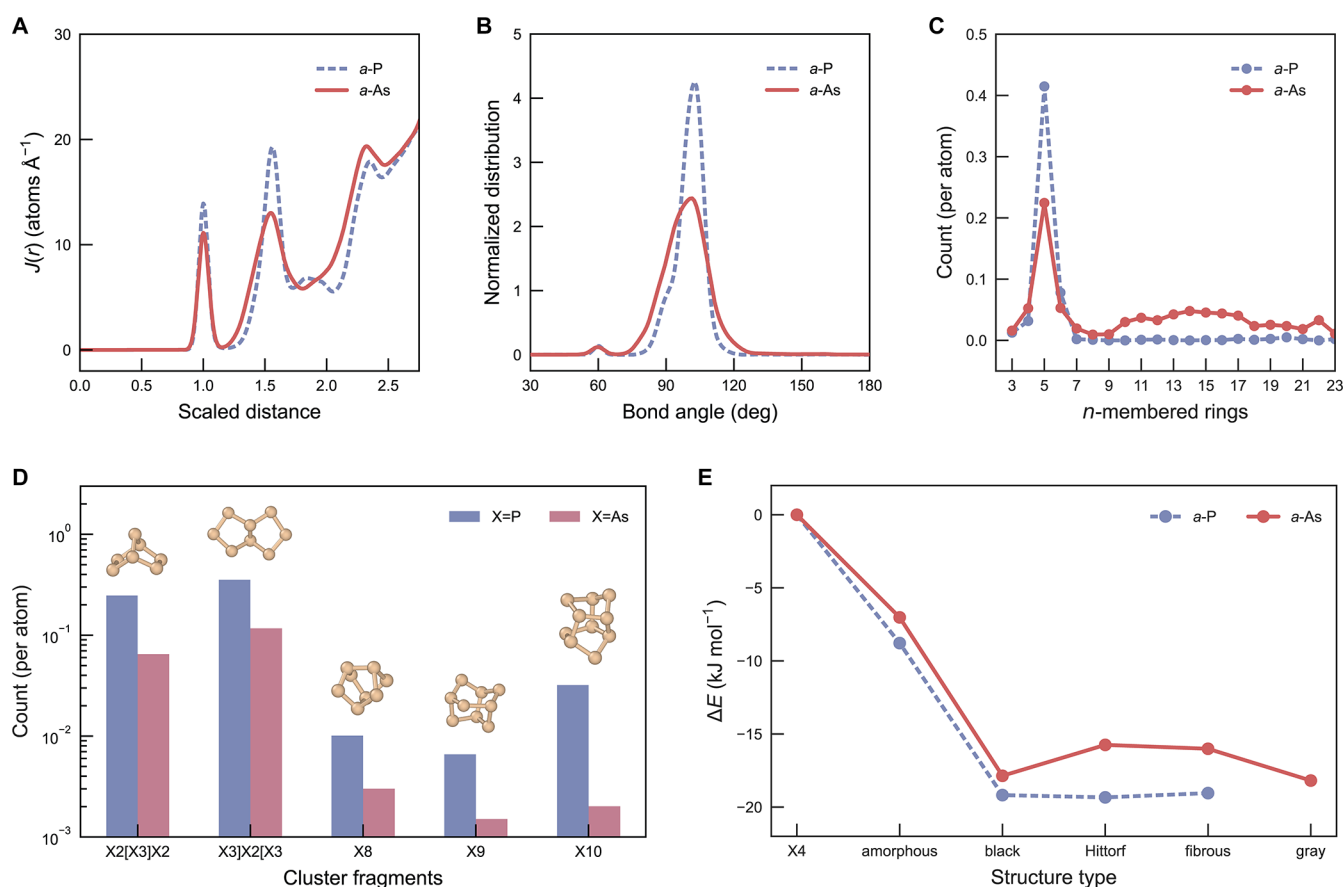 A
30
20
10
0
J(r) (atoms Å⁻¹)
a-P
a-As
0.0 0.5 1.0 1.5 2.0 2.5
Scaled distance
B
5
4
3
2
1
0
Normalized distribution
a-P
a-As
30 60 90 120 150 180
Bond angle (deg)
C
0.5
0.4
0.3
0.2
0.1
0.0
Count (per atom)
a-P
a-As
3 5 7 9 11 13 15 17 19 21 23
n-membered rings
D
10⁰
10⁻¹
10⁻²
10⁻³
Count (per atom)
X=P X=As
X2[X3]X2 X3]X2[X3 X8 X9 X10
Cluster fragments
E
0
−5
−10
−15
−20
ΔE (kJ mol⁻¹)
a-P a-As
X4 amorphous black Hittorf fibrous gray
Structure type